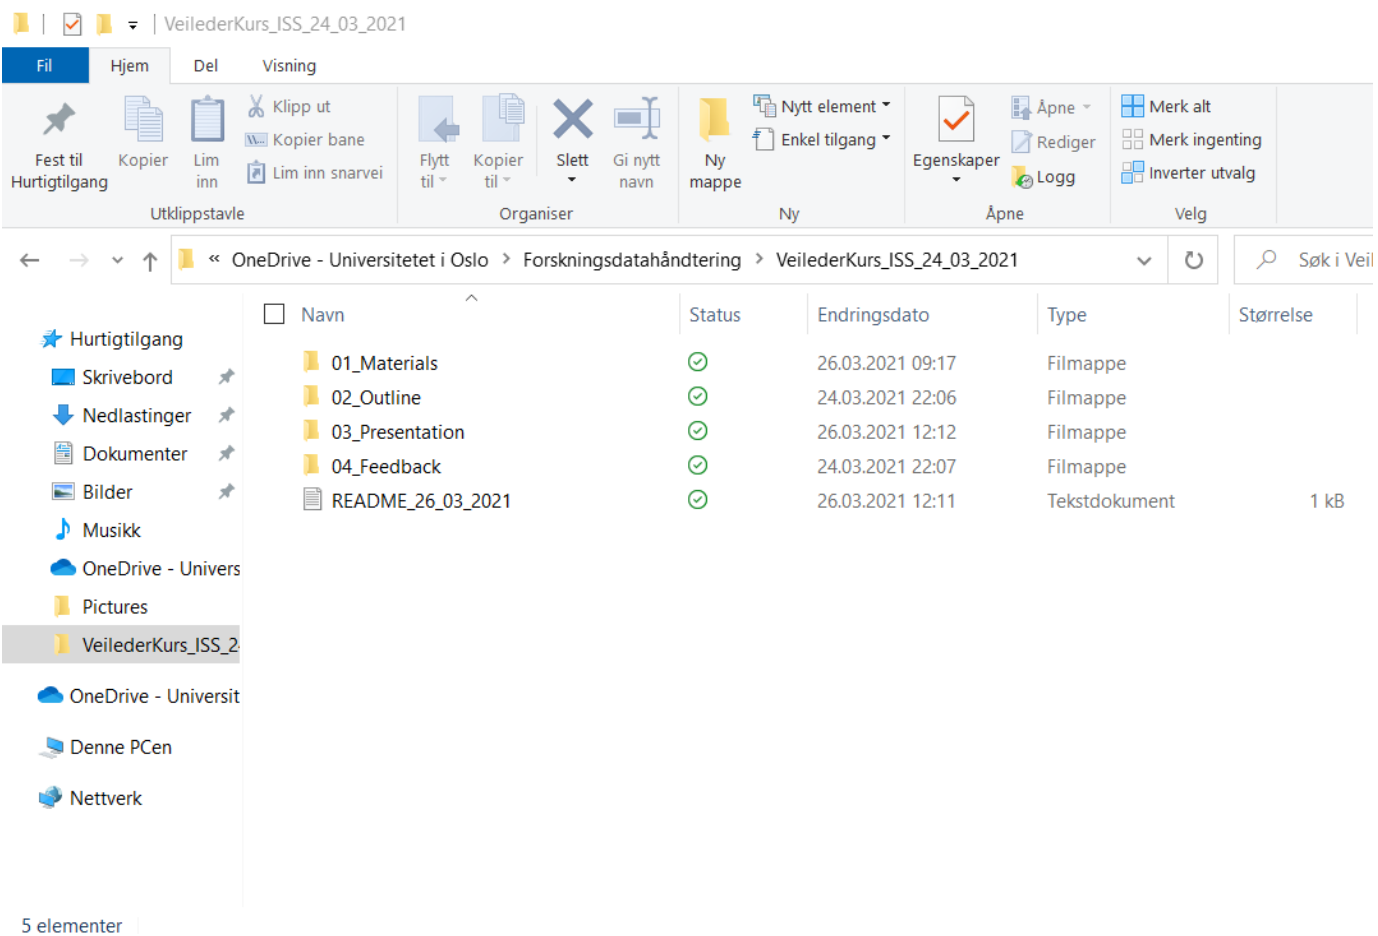 VeilederKurs_ISS_24_03_2021
Fil Hjem Del Visning
Fest til Hurtigtilgang
Kopier
Lim inn
Klipp ut
Kopier bane
Lim inn snarvei
Utklippstavle
Flytt til
Kopier til
Slett
Gi nytt navn
Organiser
Ny mappe
Nytt element
Enkel tilgang
Ny
Egenskaper
Åpne
Rediger
Logg
Åpne
Merk alt
Merk ingenting
Inverter utvalg
Velg
« OneDrive - Universitetet i Oslo > Forskningsdatahåndtering > VeilederKurs_ISS_24_03_2021
Søk i Veil
Hurtigtilgang
Skrivebord
Nedlastinger
Dokumenter
Bilder
Musikk
OneDrive - Univers
Pictures
VeilederKurs_ISS_2
OneDrive - Universit
Denne PCen
Nettverk
Navn Status Endringsdato Type Størrelse
01_Materials 26.03.2021 09:17 Filmappe
02_Outline 24.03.2021 22:06 Filmappe
03_Presentation 26.03.2021 12:12 Filmappe
04_Feedback 24.03.2021 22:07 Filmappe
README_26_03_2021 26.03.2021 12:11 Tekstdokument 1 kB
5 elementer